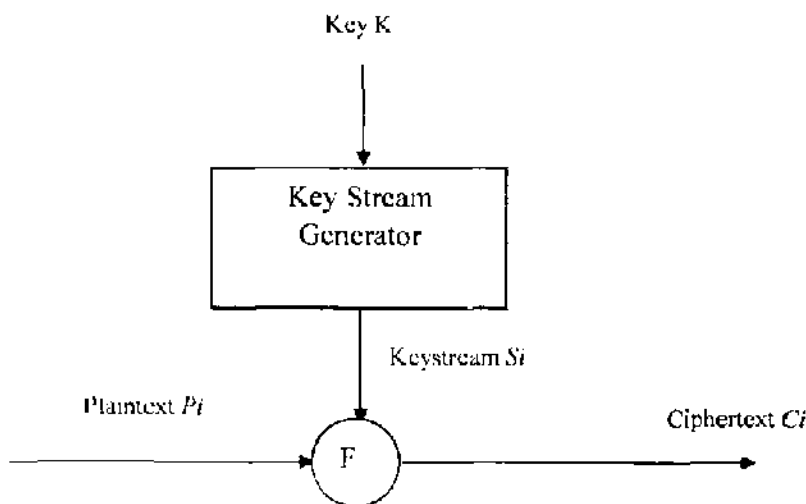 Key K
Key Stream
Generator
Keystream Si
Plaintext Pi
Ciphertext Ci
F